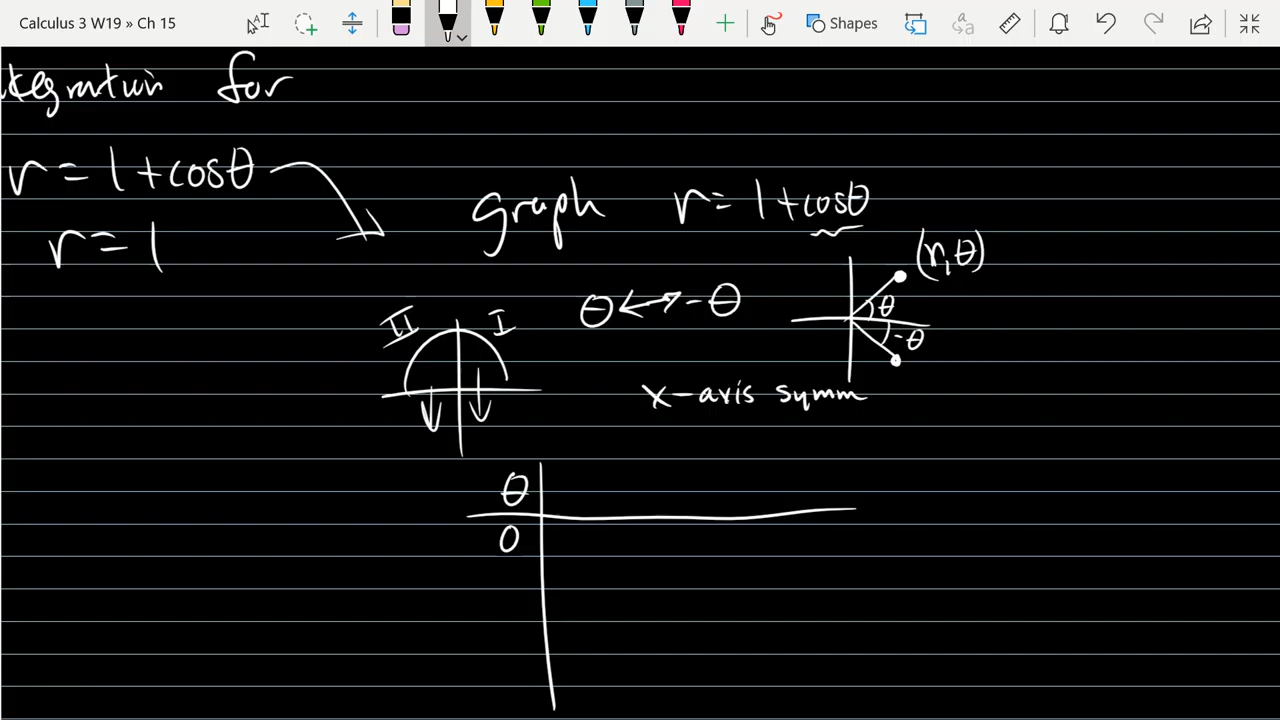 Calculus 3 W19 » Ch 15
Shapes
tegration for
r = 1 + cosθ
r = 1
graph r = 1 + cosθ
(r, θ)
θ ↔ -θ
θ
-θ
II I
x-axis symm
θ
0